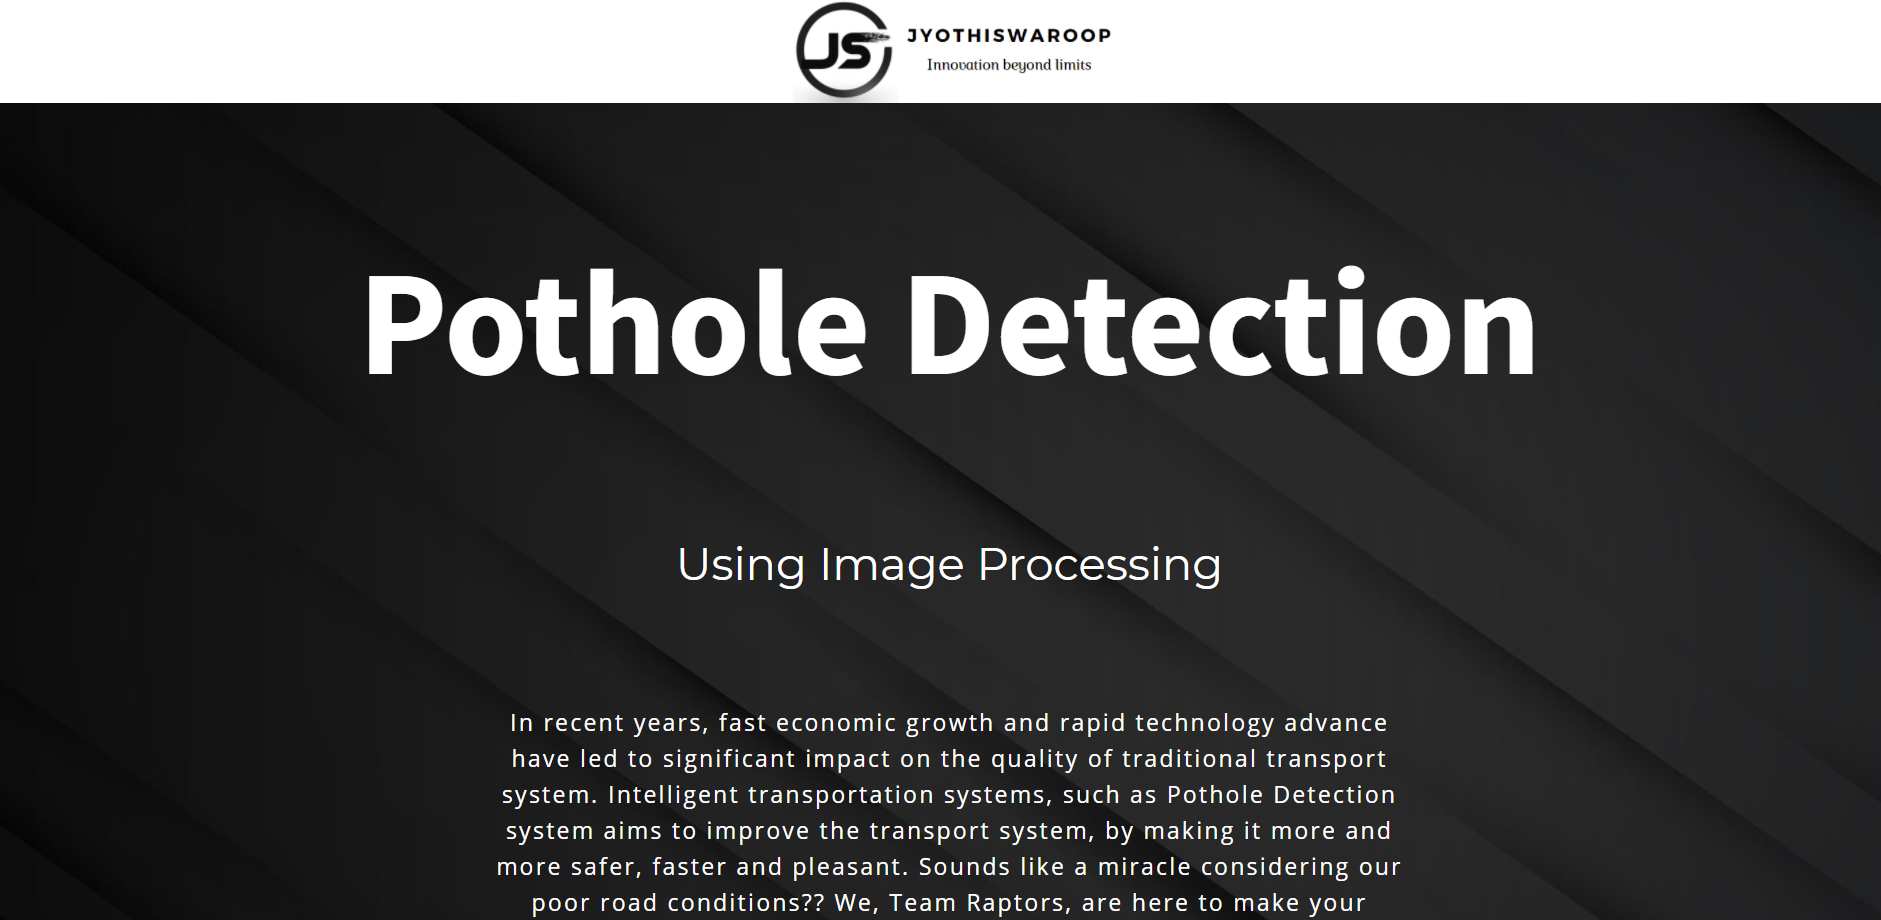 JS
JYOTHISWAROOP
Innovation beyond limits
Pothole Detection
Using Image Processing
In recent years, fast economic growth and rapid technology advance
have led to significant impact on the quality of traditional transport
system. Intelligent transportation systems, such as Pothole Detection
system aims to improve the transport system, by making it more and
more safer, faster and pleasant. Sounds like a miracle considering our
poor road conditions?? We, Team Raptors, are here to make your